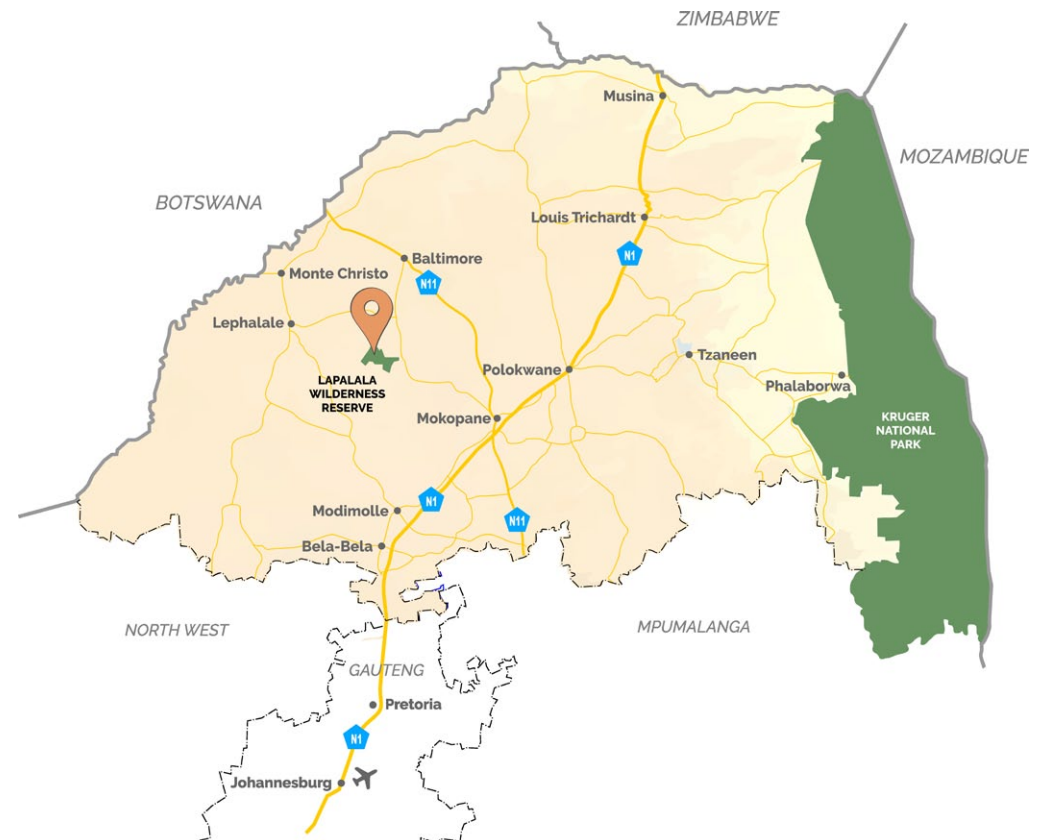 ZIMBABWE
Musina
MOZAMBIQUE
BOTSWANA
Louis Trichardt
N1
Baltimore
Monte Christo
N11
Lephalale
Tzaneen
Polokwane
Phalaborwa
LAPALALA
WILDERNESS
RESERVE
Mokopane
KRUGER
NATIONAL
PARK
N1
Modimolle
N11
Bela-Bela
NORTH WEST
MPUMALANGA
GAUTENG
Pretoria
N1
Johannesburg